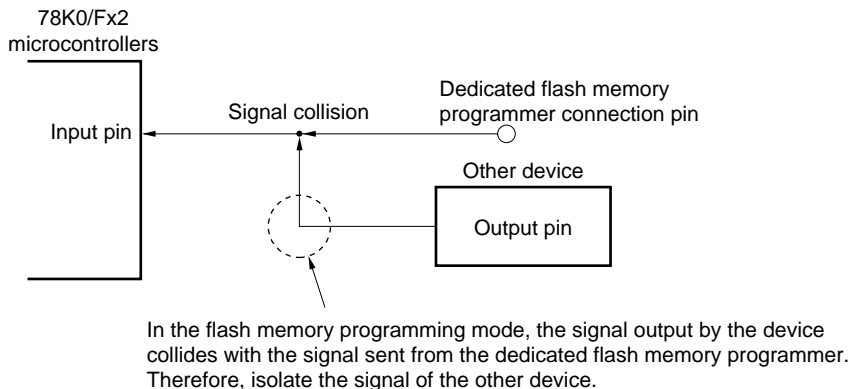 78K0/Fx2
microcontrollers
Input pin
Signal collision
Dedicated flash memory
programmer connection pin
Other device
Output pin
In the flash memory programming mode, the signal output by the device
collides with the signal sent from the dedicated flash memory programmer.
Therefore, isolate the signal of the other device.